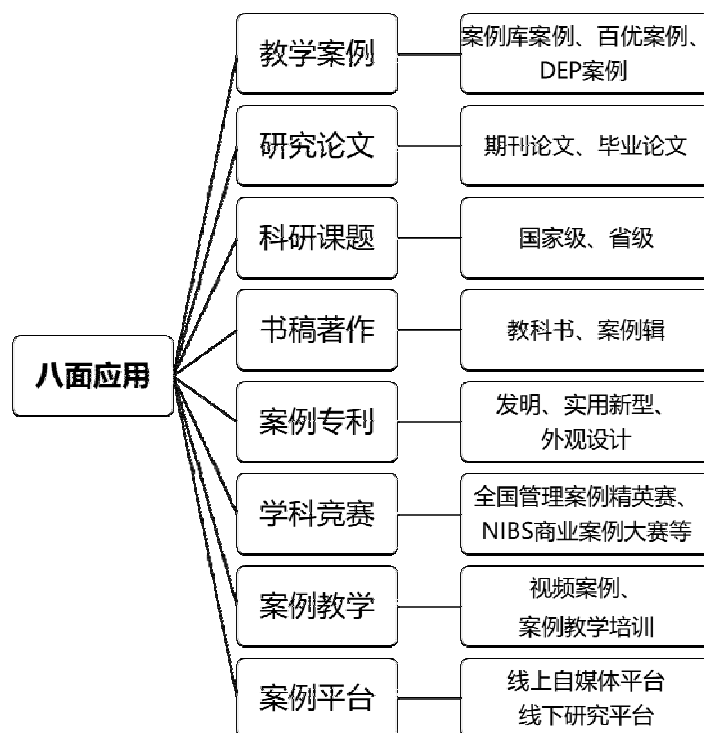 八面应用
教学案例
案例库案例、百优案例、
DEP案例
研究论文
期刊论文、毕业论文
科研课题
国家级、省级
书稿著作
教科书、案例辑
案例专利
发明、实用新型、
外观设计
学科竞赛
全国管理案例精英赛、
NIBS商业案例大赛等
案例教学
视频案例、
案例教学培训
案例平台
线上自媒体平台
线下研究平台